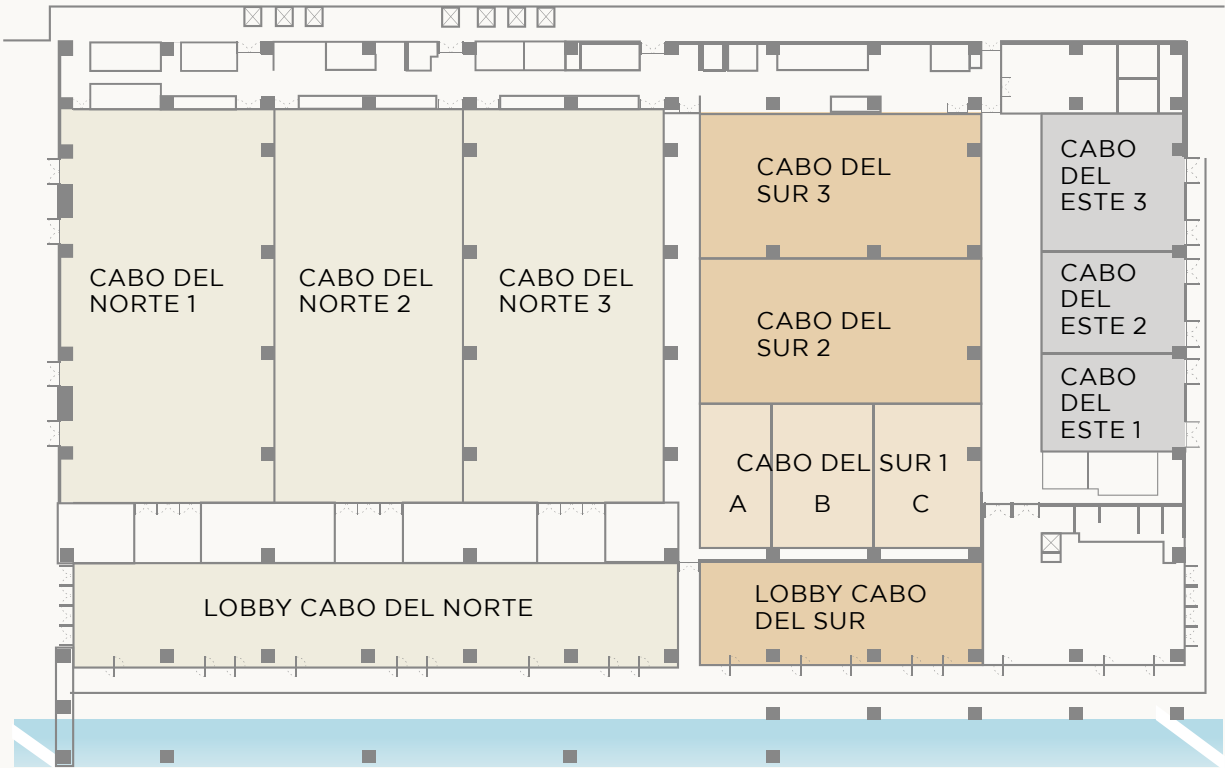 CABO DEL
NORTE 1
CABO DEL
NORTE 2
CABO DEL
NORTE 3
CABO DEL
SUR 3
CABO DEL
SUR 2
CABO DEL SUR 1
A
B
C
CABO
DEL
ESTE 3
CABO
DEL
ESTE 2
CABO
DEL
ESTE 1
LOBBY CABO DEL NORTE
LOBBY CABO
DEL SUR